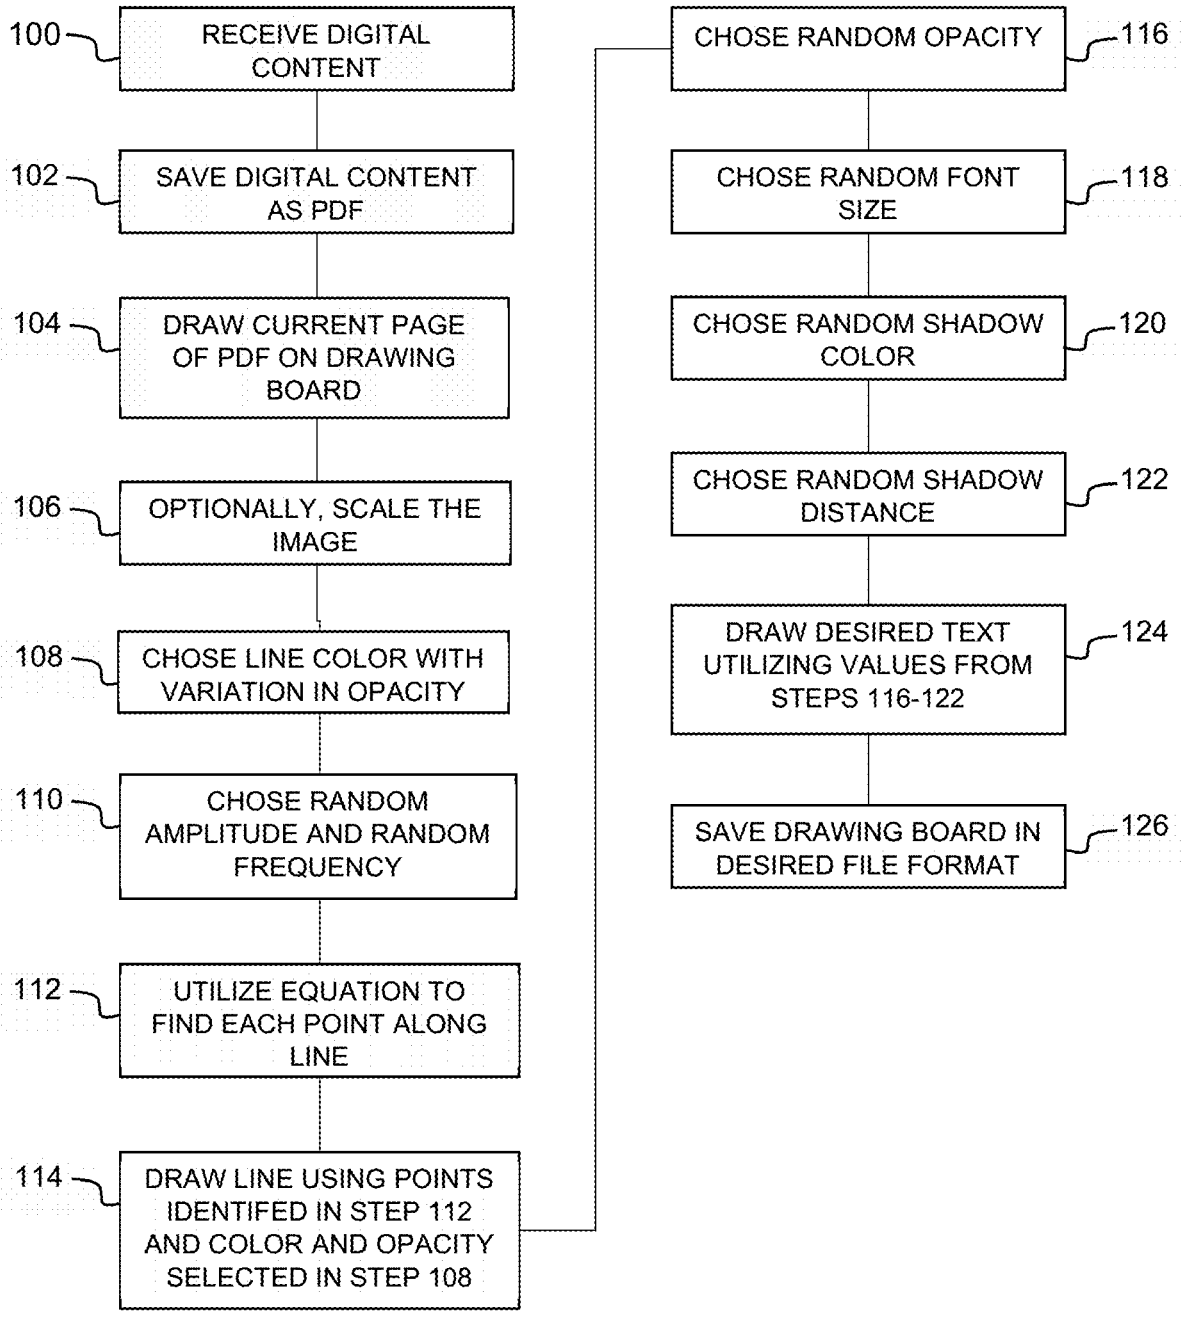 100
RECEIVE DIGITAL
CONTENT
102
SAVE DIGITAL CONTENT
AS PDF
104
DRAW CURRENT PAGE
OF PDF ON DRAWING
BOARD
106
OPTIONALLY, SCALE THE
IMAGE
108
CHOSE LINE COLOR WITH
VARIATION IN OPACITY
110
CHOSE RANDOM
AMPLITUDE AND RANDOM
FREQUENCY
112
UTILIZE EQUATION TO
FIND EACH POINT ALONG
LINE
114
DRAW LINE USING POINTS
IDENTIFED IN STEP 112
AND COLOR AND OPACITY
SELECTED IN STEP 108
CHOSE RANDOM OPACITY
116
CHOSE RANDOM FONT
SIZE
118
CHOSE RANDOM SHADOW
COLOR
120
CHOSE RANDOM SHADOW
DISTANCE
122
DRAW DESIRED TEXT
UTILIZING VALUES FROM
STEPS 116-122
124
SAVE DRAWING BOARD IN
DESIRED FILE FORMAT
126